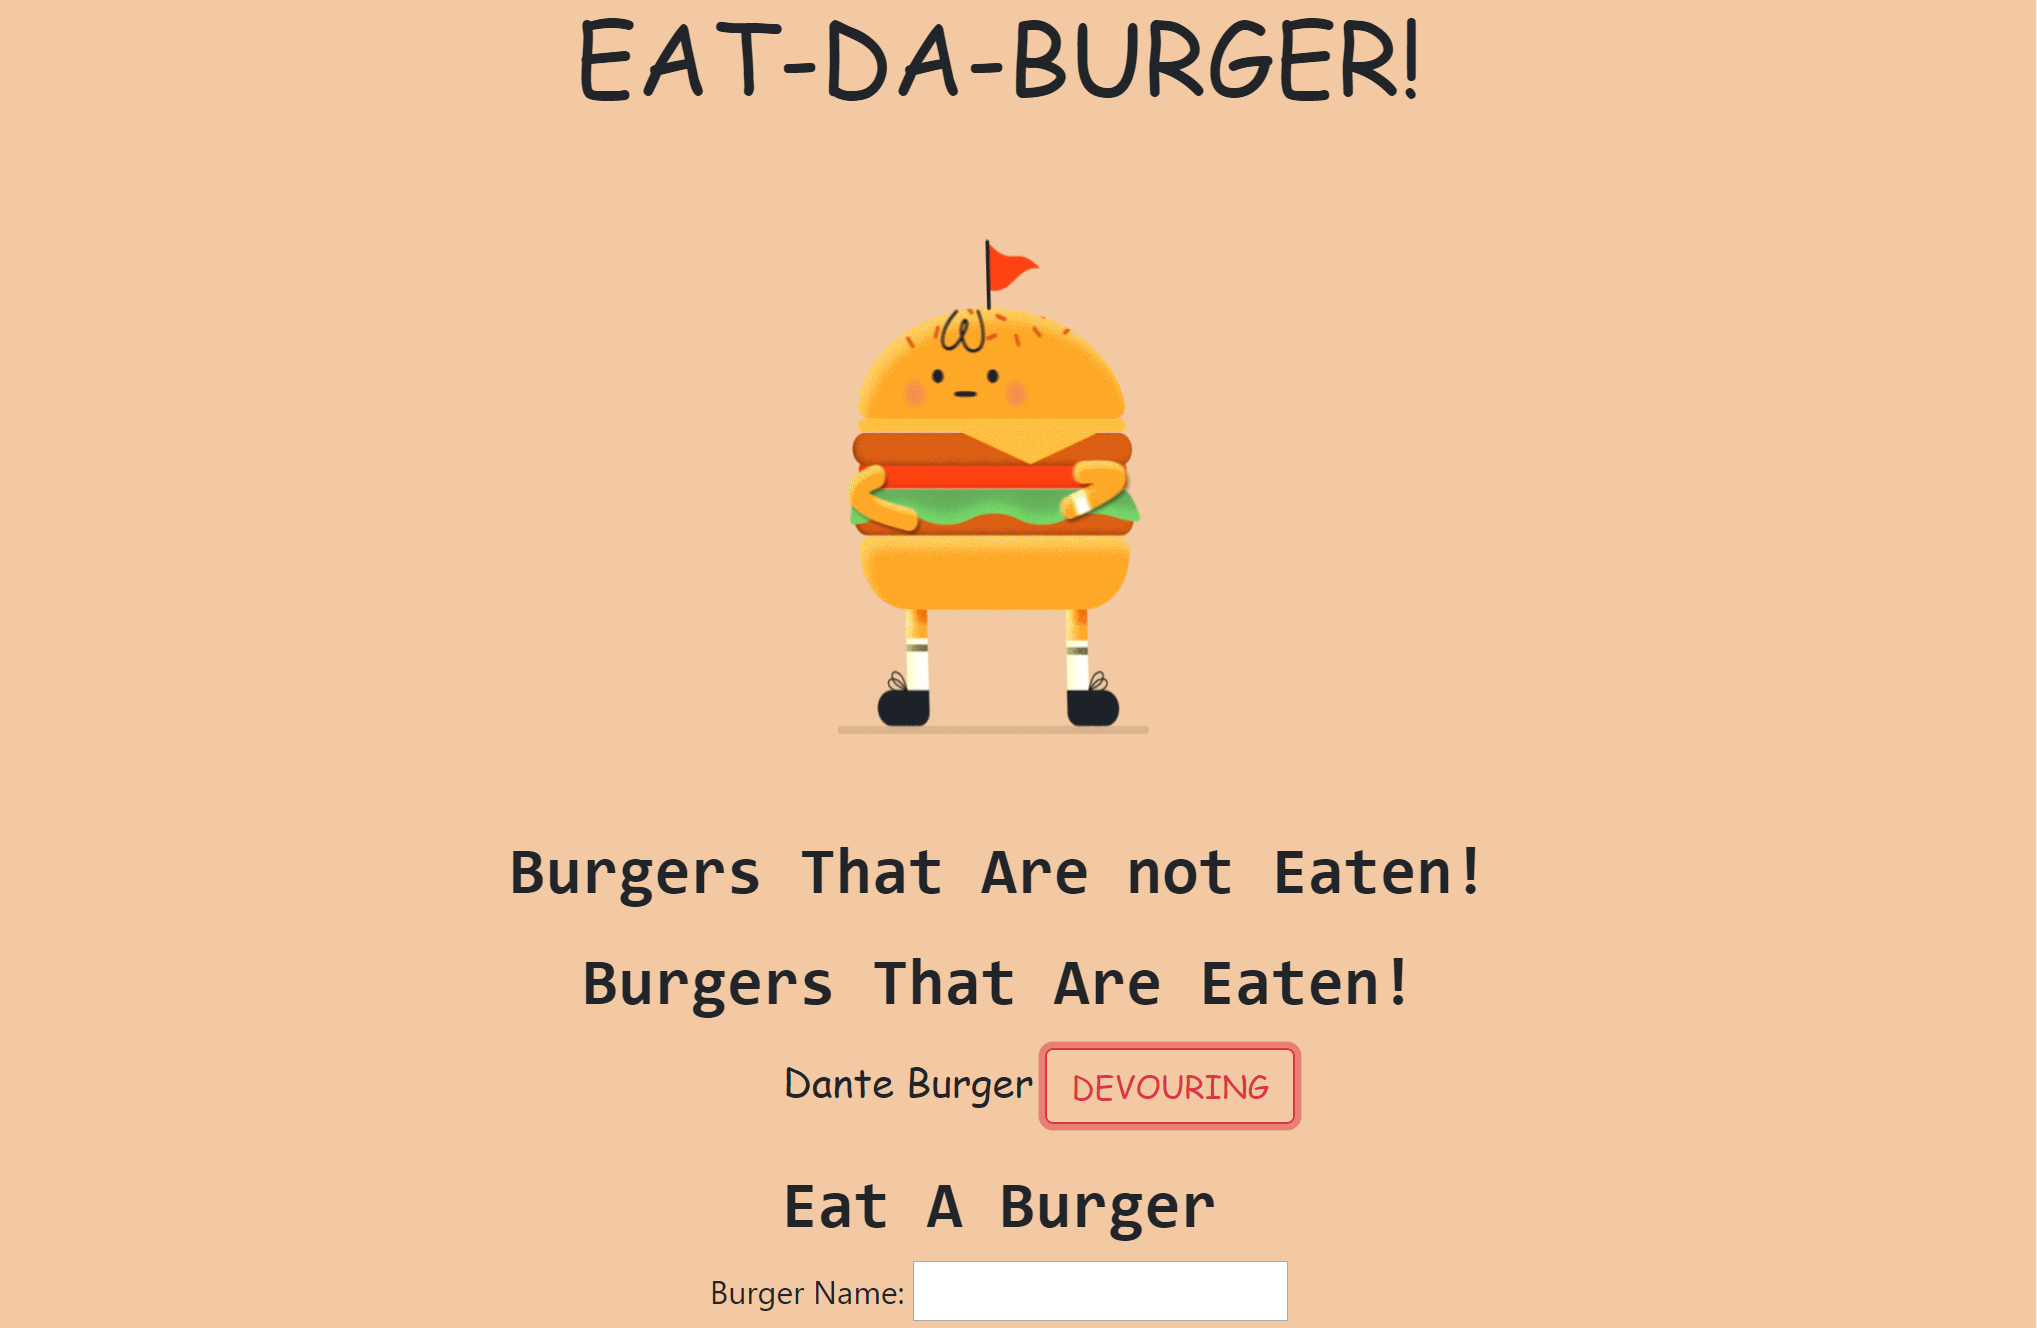 EAT-DA-BURGER!
Burgers That Are not Eaten!
Burgers That Are Eaten!
Dante Burger DEVOURING
Eat A Burger
Burger Name: